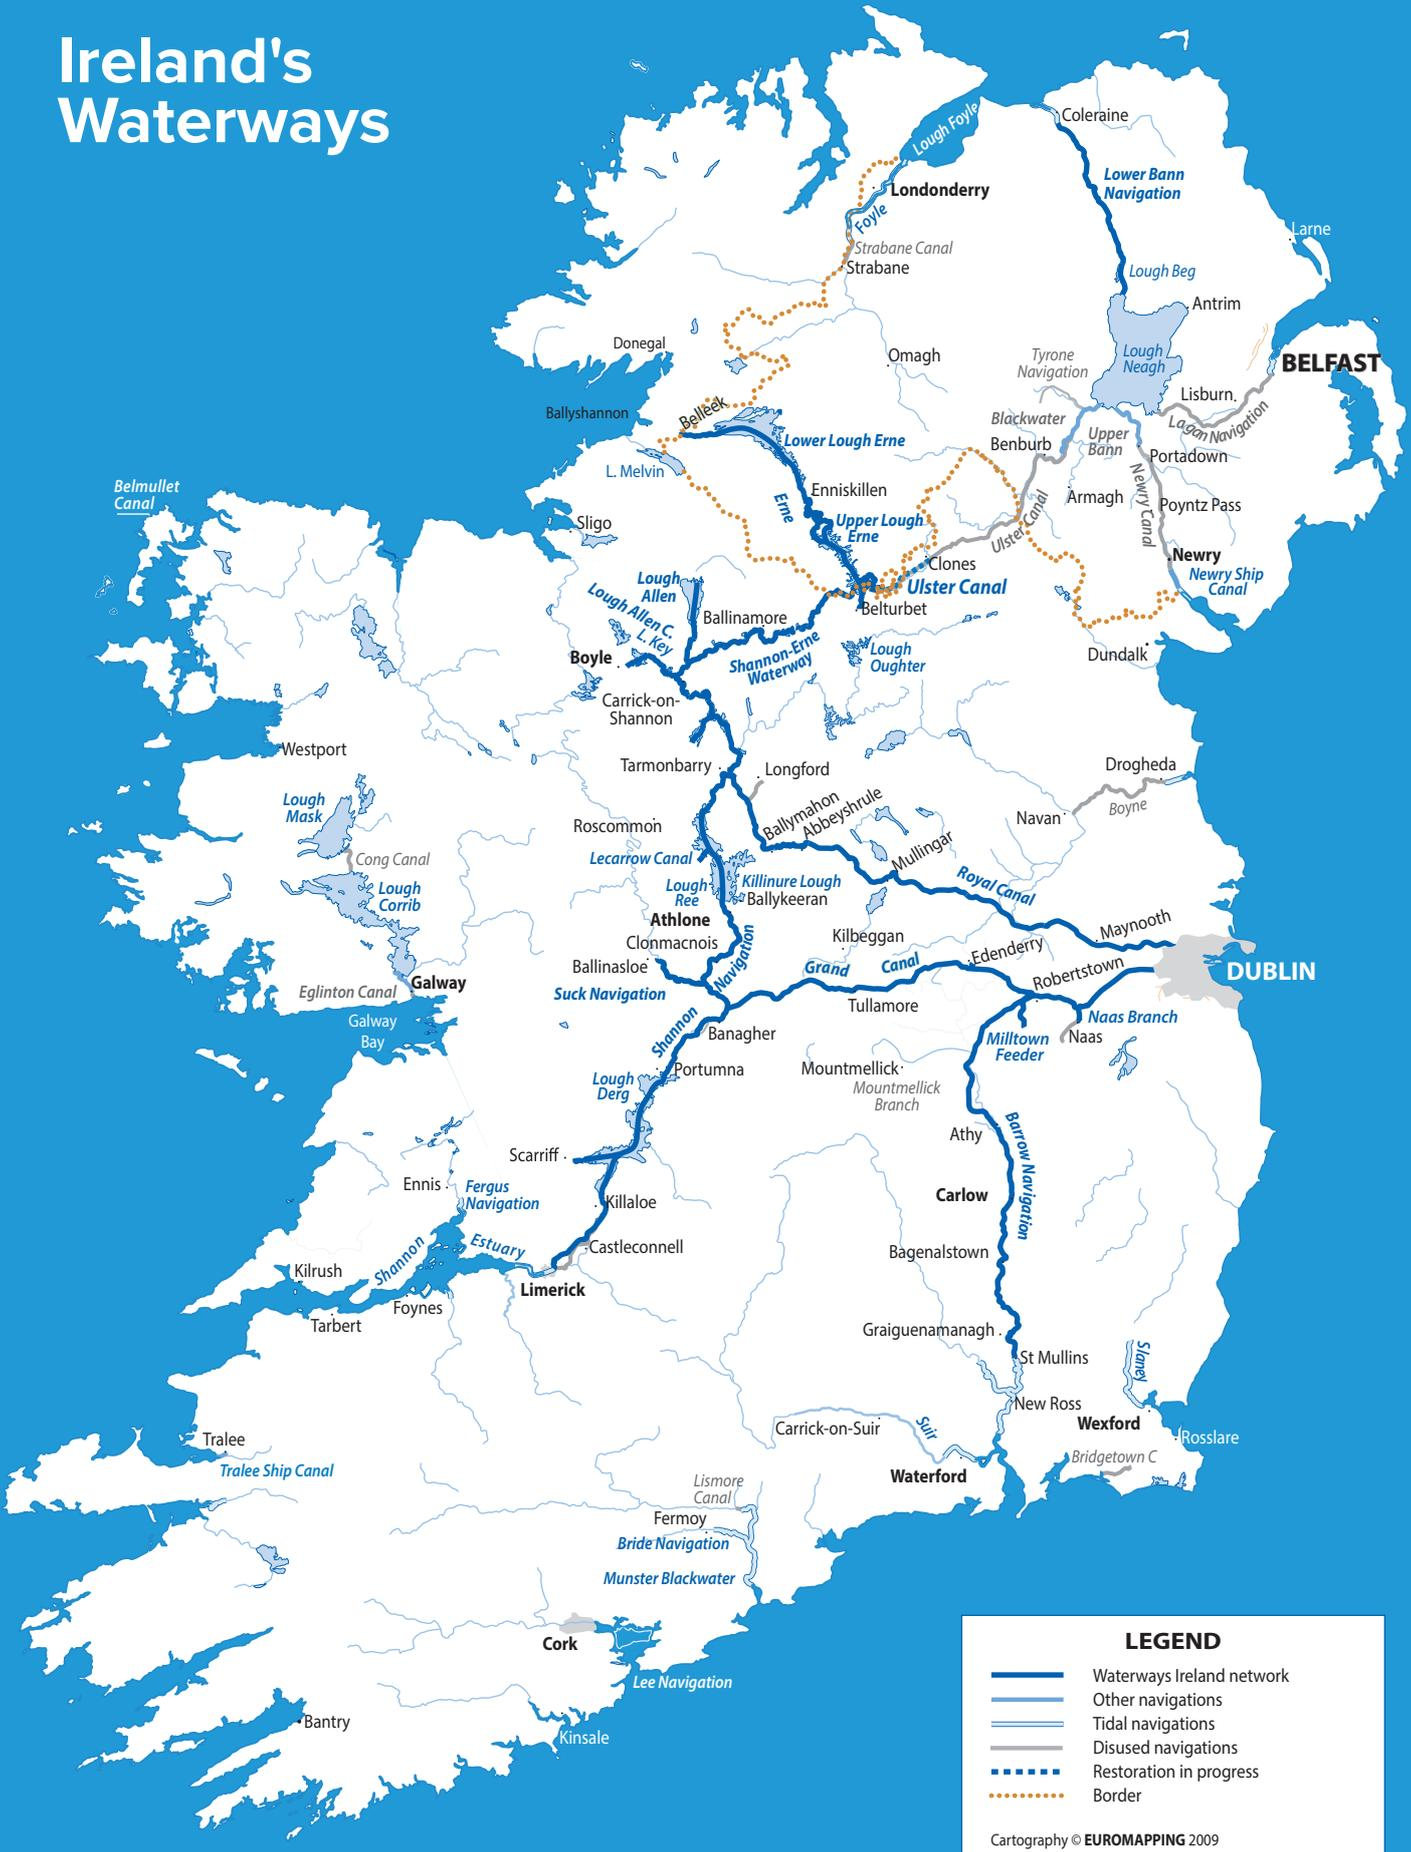 Ireland's
Waterways
Coleraine
Lough Foyle
Lower Bann
Navigation
Londonderry
Foyle
Larne
Strabane Canal
Strabane
Lough Beg
Antrim
Donegal
Omagh
Tyrone
Navigation
Lough
Neagh
BELFAST
Lisburn
Ballyshannon
Belleek
Blackwater
Lagan Navigation
Lower Lough Erne
Benburb
Upper
Bann
Portadown
L. Melvin
Belmullet
Canal
Enniskillen
Armagh
Newry Canal
Poyntz Pass
Erne
Sligo
Upper Lough
Erne
Ulster Canal
Newry
Clones
Newry Ship
Canal
Lough
Allen
Ulster Canal
Lough Allen C.
Belturbet
Ballinamore
L. Key
Shannon-Erne
Waterway
Lough
Oughter
Dundalk
Boyle
Carrick-on-
Shannon
Westport
Tarmonbarry
Longford
Drogheda
Lough
Mask
Ballymahon
Abbeyshrule
Navan
Boyne
Roscommon
Mullingar
Cong Canal
Lecarrow Canal
Lough
Corrib
Lough
Ree
Killinure Lough
Ballykeeran
Royal Canal
Athlone
Maynooth
Clonmacnois
Kilbeggan
Navigation
Edenderry
Ballinasloe
Grand
Canal
Robertstown
DUBLIN
Galway
Eglinton Canal
Suck Navigation
Tullamore
Galway
Bay
Shannon
Banagher
Naas Branch
Naas
Milltown
Feeder
Portumna
Mountmellick
Mountmellick
Branch
Lough
Derg
Athy
Barrow Navigation
Scarriff
Ennis
Fergus
Navigation
Killaloe
Carlow
Castleconnell
Estuary
Shannon
Bagenalstown
Kilrush
Limerick
Foynes
Tarbert
Graiguenamanagh
St Mullins
Slaney
New Ross
Carrick-on-Suir
Suir
Wexford
Rosslare
Tralee
Tralee Ship Canal
Bridgetown C
Waterford
Lismore
Canal
Fermoy
Bride Navigation
Munster Blackwater
Cork
Lee Navigation
Bantry
Kinsale
LEGEND
Waterways Ireland network
Other navigations
Tidal navigations
Disused navigations
Restoration in progress
Border
Cartography © EUROMAPPING 2009